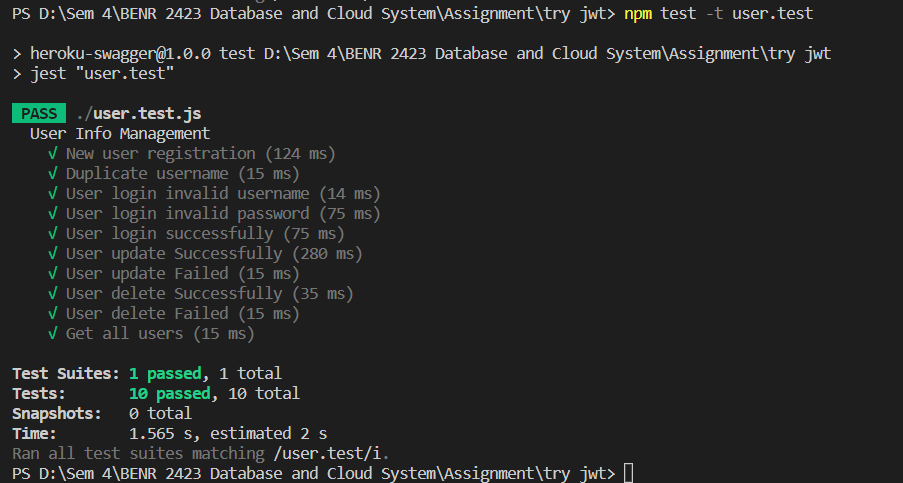 PS D:\Sem 4\BENR 2423 Database and Cloud System\Assignment\try jwt> npm test -t user.test
> heroku-swagger@1.0.0 test D:\Sem 4\BENR 2423 Database and Cloud System\Assignment\try jwt
> jest "user.test"
PASS ./user.test.js
User Info Management
√ New user registration (124 ms)
√ Duplicate username (15 ms)
√ User login invalid username (14 ms)
√ User login invalid password (75 ms)
√ User login successfully (75 ms)
√ User update Successfully (280 ms)
√ User update Failed (15 ms)
√ User delete Successfully (35 ms)
√ User delete Failed (15 ms)
√ Get all users (15 ms)
Test Suites: 1 passed, 1 total
Tests: 10 passed, 10 total
Snapshots: 0 total
Time: 1.565 s, estimated 2 s
Ran all test suites matching /user.test/i.
PS D:\Sem 4\BENR 2423 Database and Cloud System\Assignment\try jwt>